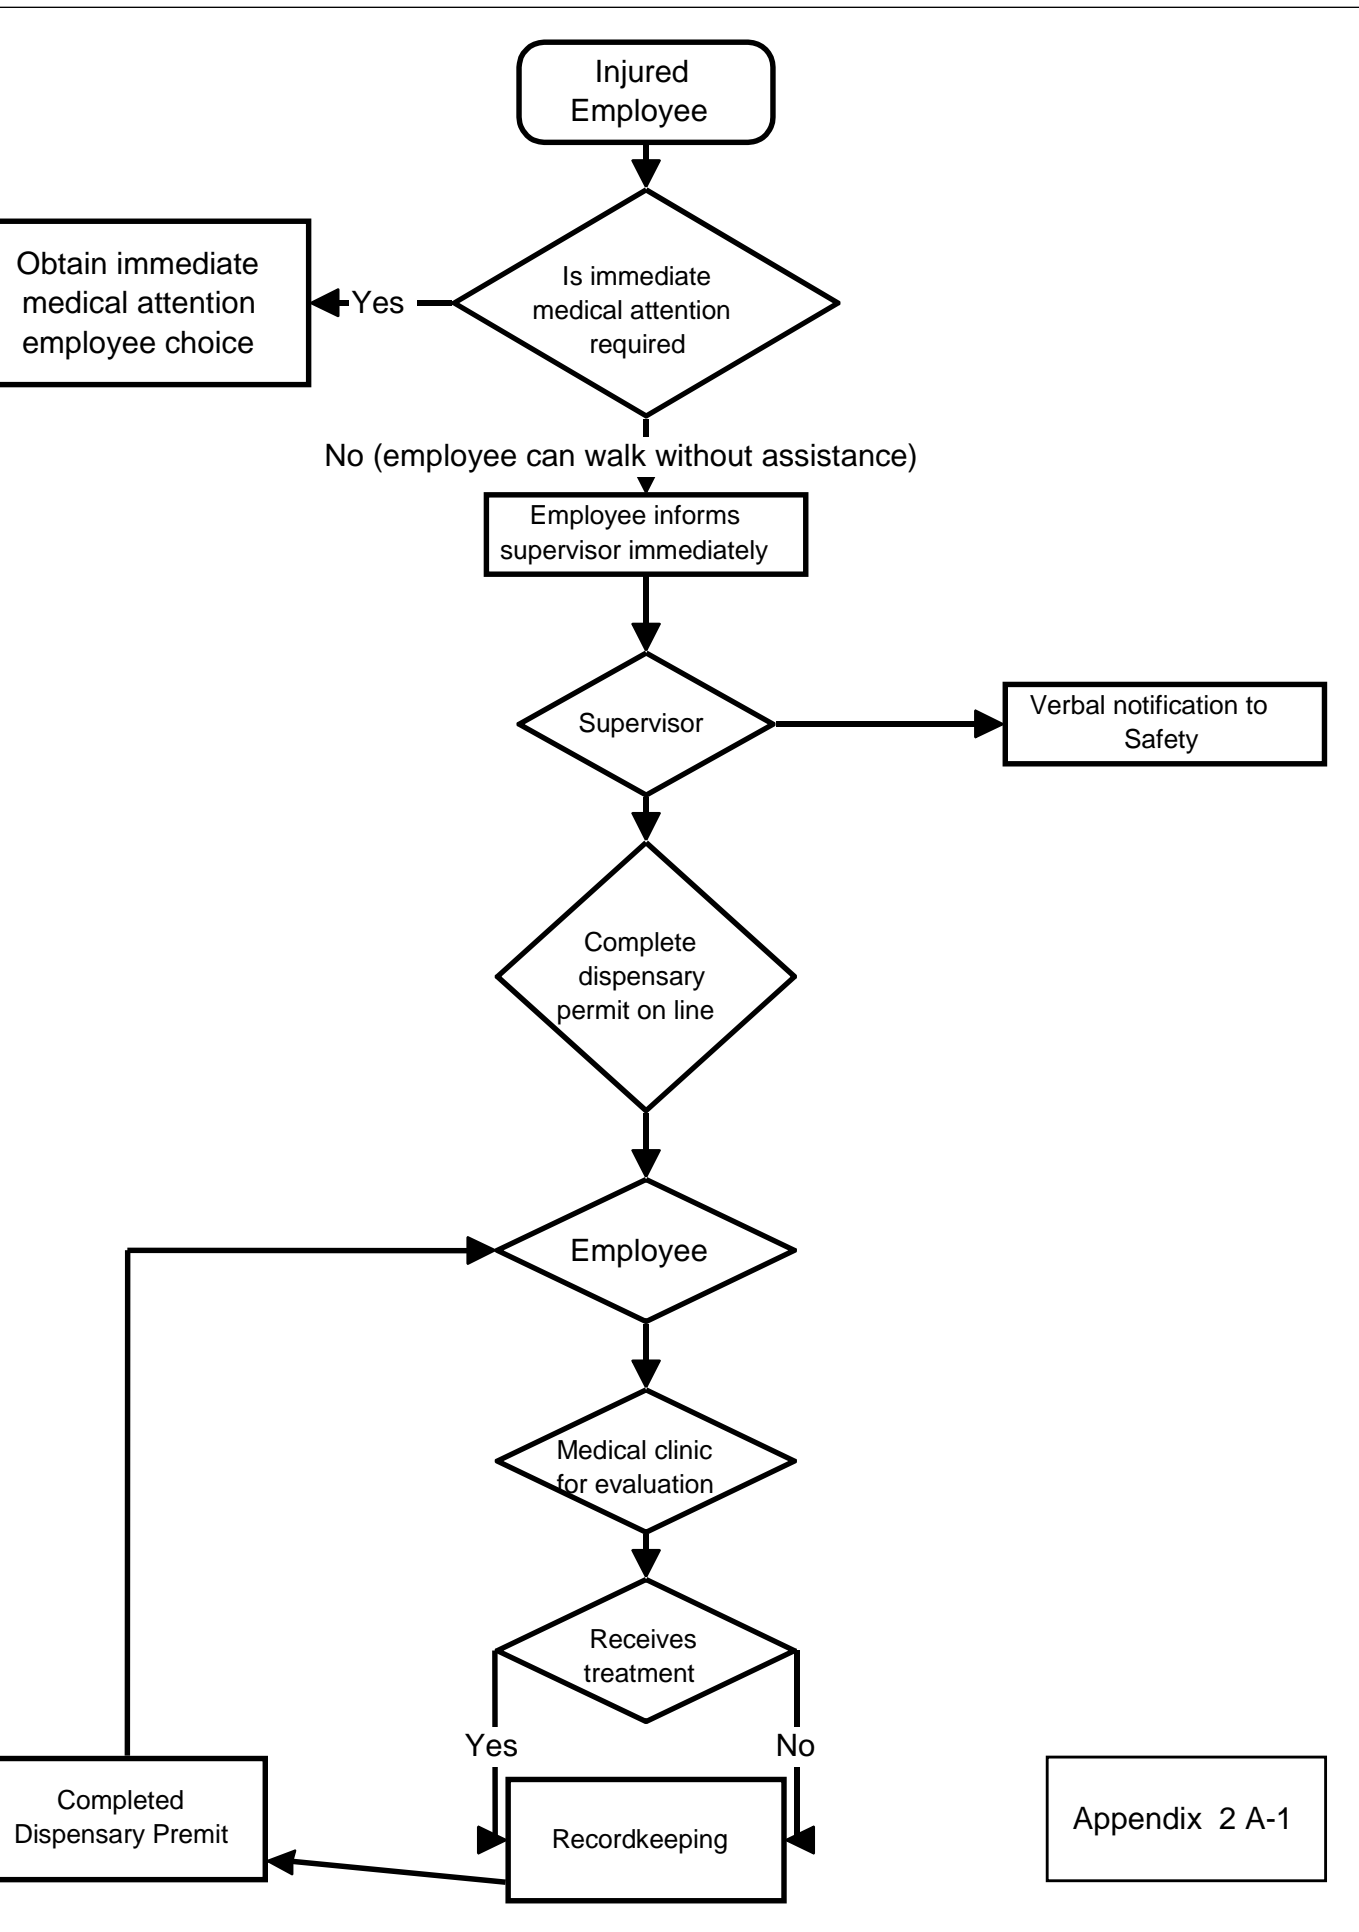 Injured
Employee
Is immediate
medical attention
required
Yes
Obtain immediate
medical attention
employee choice
No (employee can walk without assistance)
Employee informs
supervisor immediately
Supervisor
Verbal notification to
Safety
Complete
dispensary
permit on line
Employee
Medical clinic
for evaluation
Receives
treatment
Yes
No
Completed
Dispensary Premit
Recordkeeping
Appendix 2 A-1